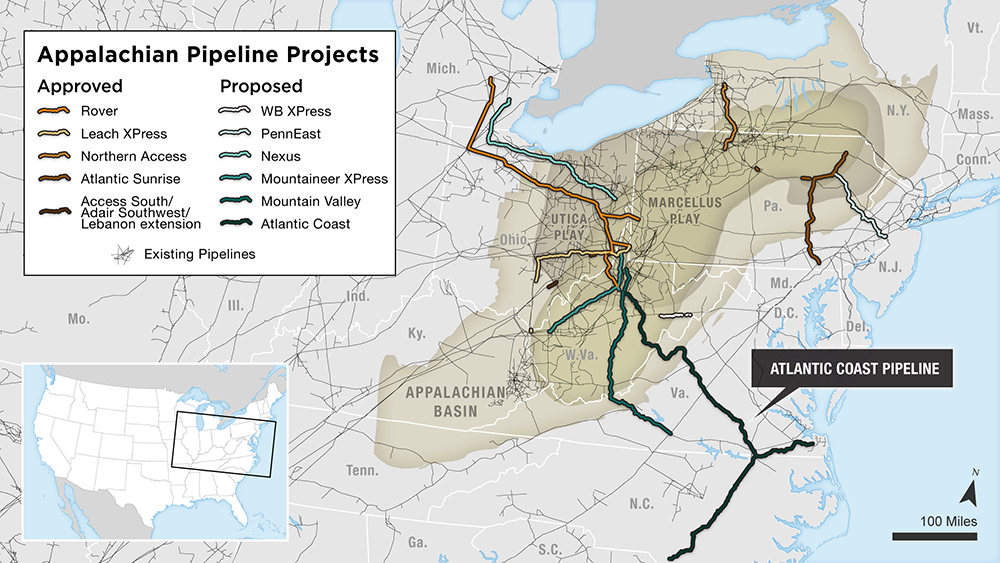 Appalachian Pipeline Projects
Approved
Rover
Leach XPress
Northern Access
Atlantic Sunrise
Access South/
Adair Southwest/
Lebanon extension
Proposed
WB XPress
PennEast
Nexus
Mountaineer XPress
Mountain Valley
Atlantic Coast
Existing Pipelines
Mich.
Vt.
N.Y.
Mass.
Conn.
MARCELLUS
PLAY
Pa.
UTICA
PLAY
Ohio
N.J.
Md.
D.C.
Del.
Ind.
Ill.
Mo.
Ky.
W.Va.
Va.
ATLANTIC COAST PIPELINE
APPALACHIAN
BASIN
Tenn.
N.C.
Ga.
S.C.
N
100 Miles